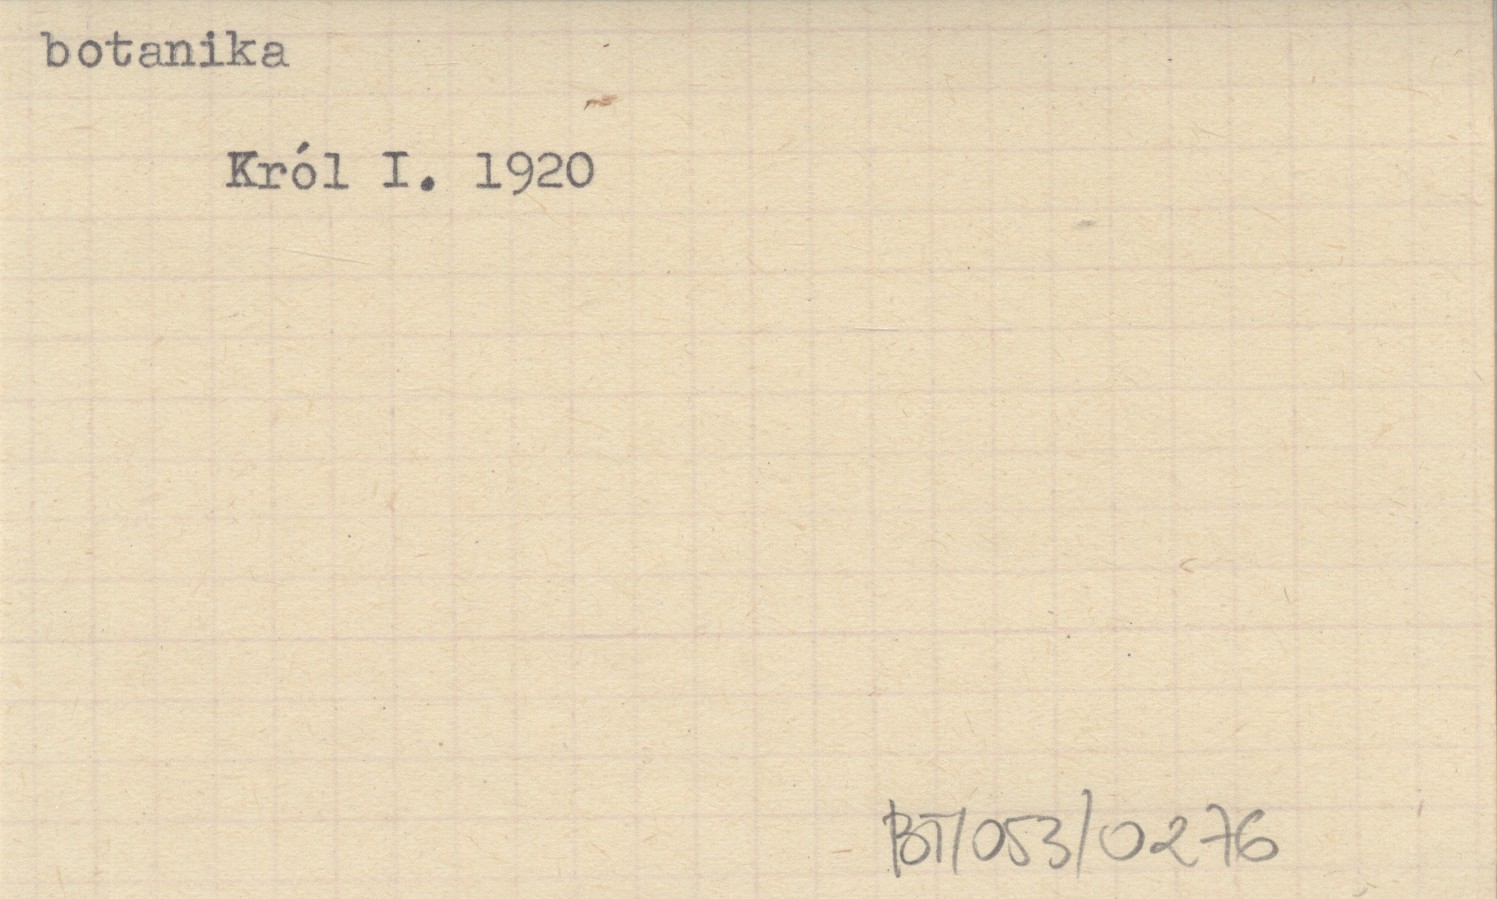 botanika
Król I. 1920
BT/053/0276